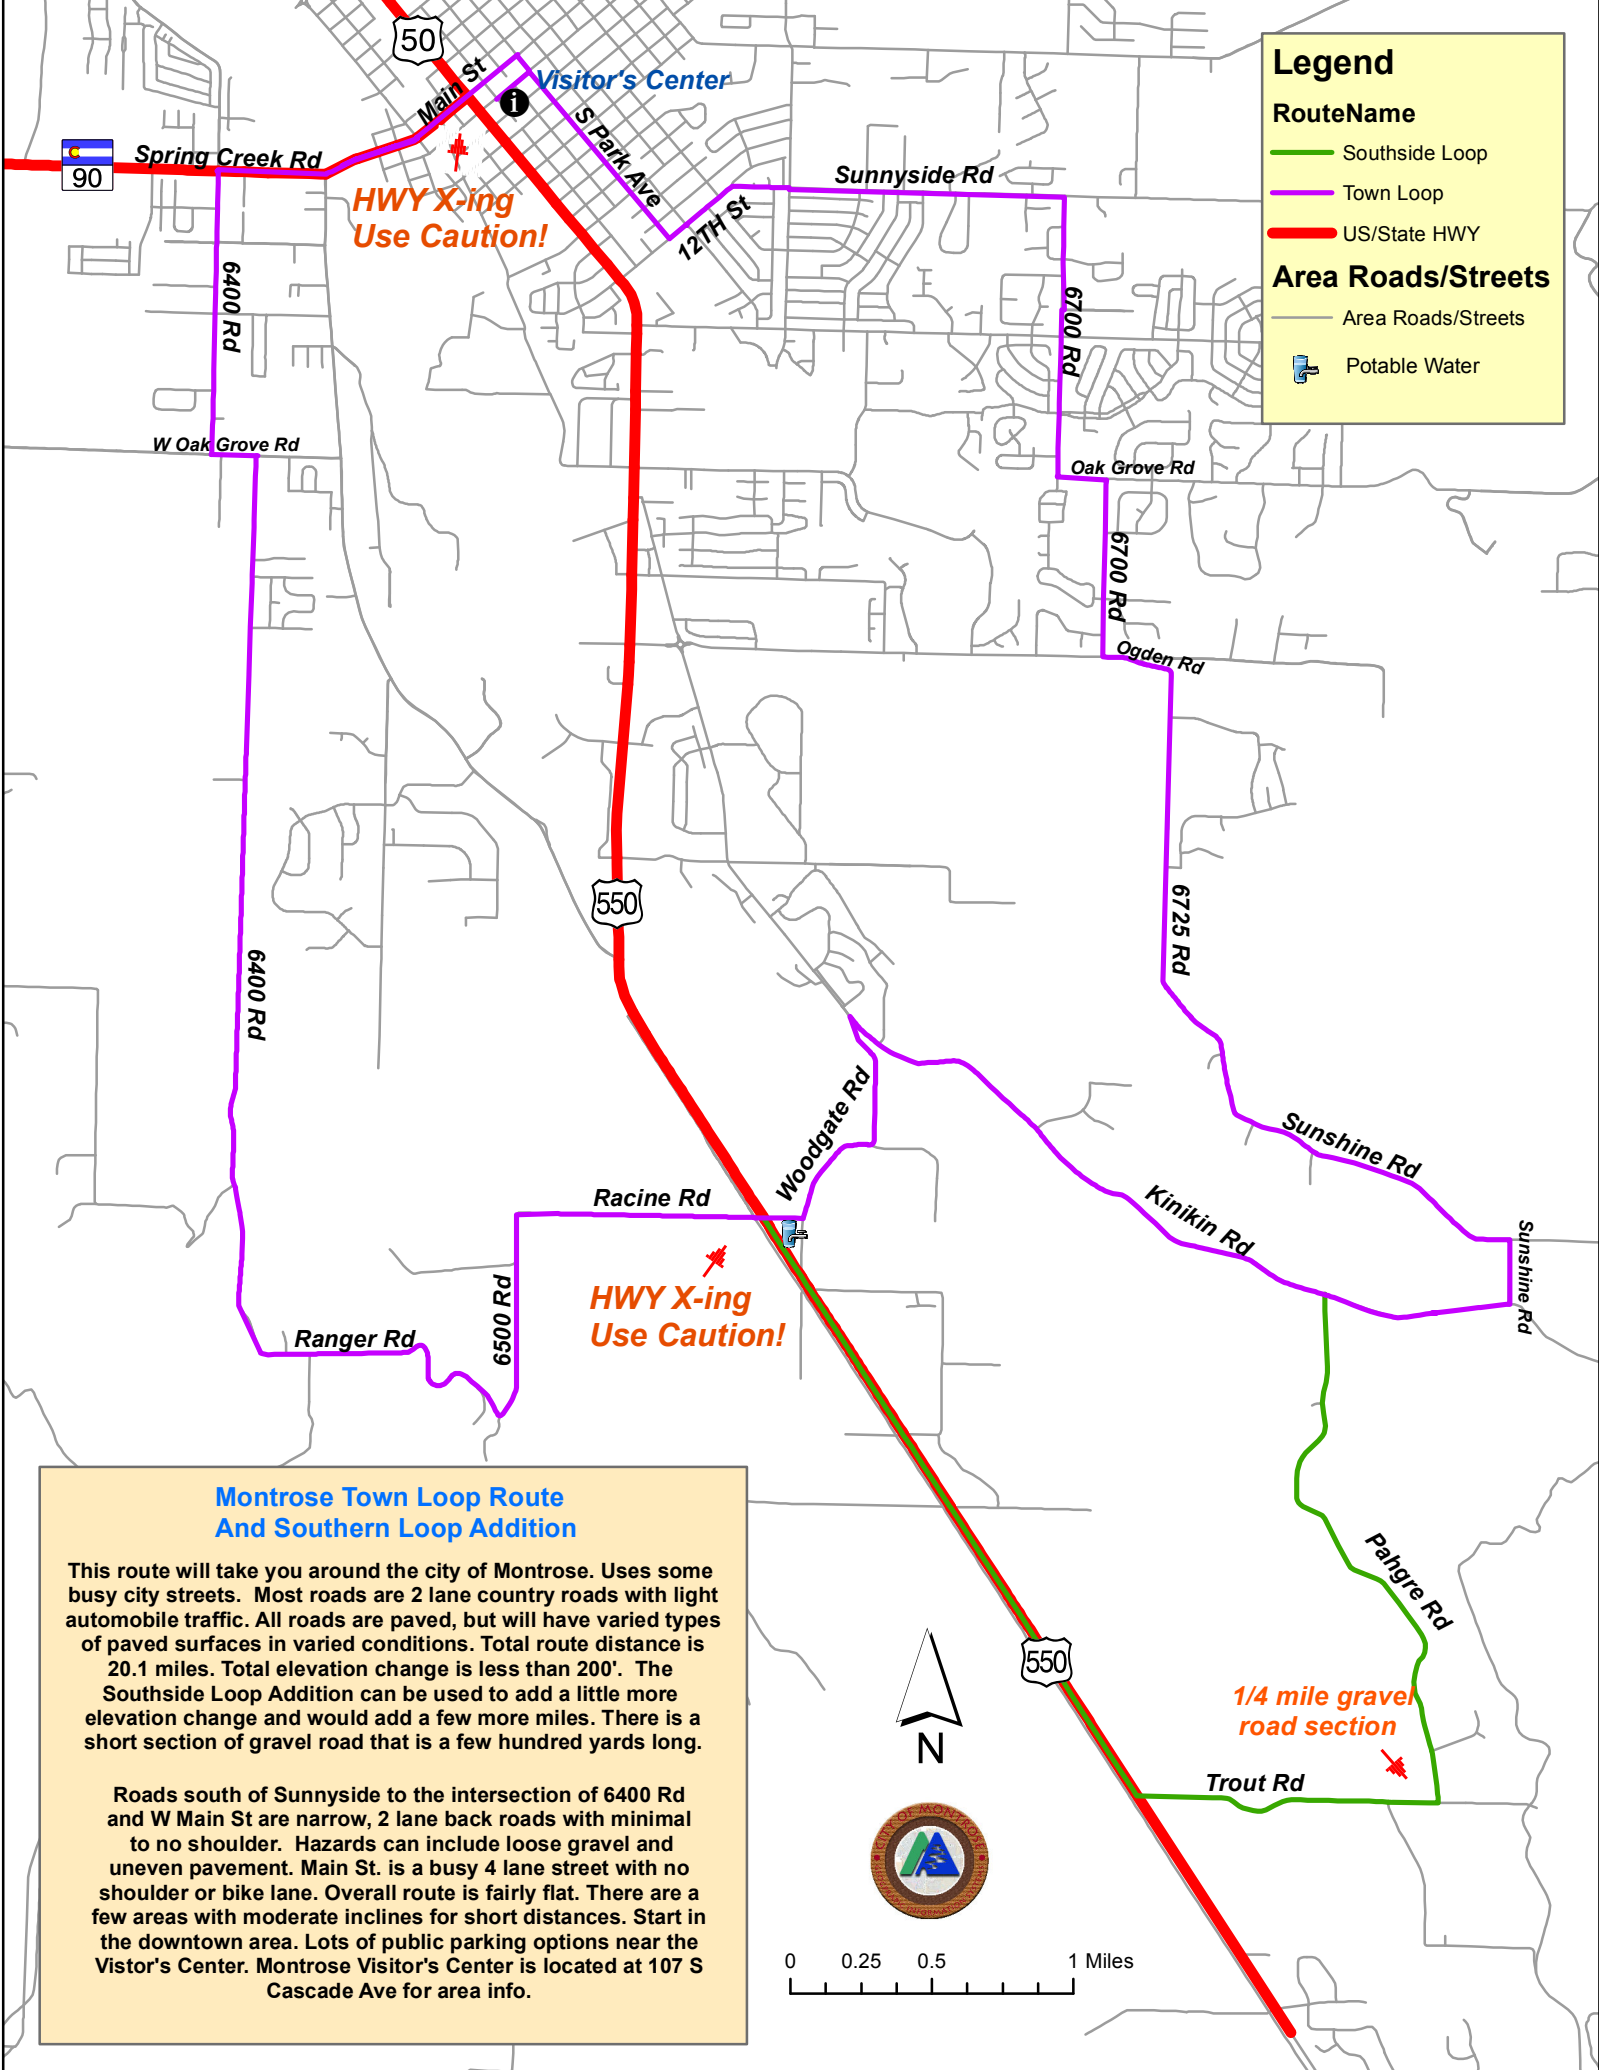 50
Main St
Visitor's Center
i
S Park Ave
Spring Creek Rd
90
HWY X-ing
Use Caution!
12TH St
Sunnyside Rd
Legend
RouteName
Southside Loop
Town Loop
US/State HWY
Area Roads/Streets
Area Roads/Streets
Potable Water
6400 Rd
6700 Rd
W Oak Grove Rd
Oak Grove Rd
6700 Rd
Ogden Rd
550
6725 Rd
6400 Rd
Woodgate Rd
Sunshine Rd
Kinikin Rd
Sunshine Rd
Racine Rd
HWY X-ing
Use Caution!
6500 Rd
Ranger Rd
Montrose Town Loop Route
And Southern Loop Addition
This route will take you around the city of Montrose. Uses some
busy city streets.  Most roads are 2 lane country roads with light
automobile traffic. All roads are paved, but will have varied types
of paved surfaces in varied conditions. Total route distance is
20.1 miles. Total elevation change is less than 200'.  The
Southside Loop Addition can be used to add a little more
elevation change and would add a few more miles. There is a
short section of gravel road that is a few hundred yards long.
Roads south of Sunnyside to the intersection of 6400 Rd
and W Main St are narrow, 2 lane back roads with minimal
to no shoulder.  Hazards can include loose gravel and
uneven pavement. Main St. is a busy 4 lane street with no
shoulder or bike lane. Overall route is fairly flat. There are a
few areas with moderate inclines for short distances. Start in
the downtown area. Lots of public parking options near the
Vistor's Center. Montrose Visitor's Center is located at 107 S
Cascade Ave for area info.
Pahgre Rd
550
1/4 mile gravel
road section
Trout Rd
N
CITY OF MONTROSE
0 0.25 0.5 1 Miles